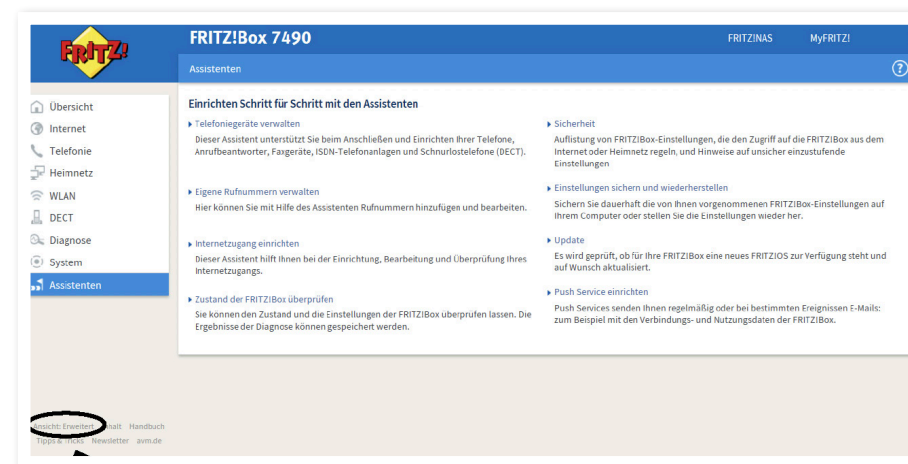 FRITZ!
FRITZ!Box 7490
FRITZ!NAS
MyFRITZ!
Assistenten
?
Übersicht
Internet
Telefonie
Heimnetz
WLAN
DECT
Diagnose
System
Assistenten
Einrichten Schritt für Schritt mit den Assistenten
Telefoniegeräte verwalten
Dieser Assistent unterstützt Sie beim Anschließen und Einrichten Ihrer Telefone,
Anrufbeantworter, Faxgeräte, ISDN-Telefonanlagen und Schnurlostelefone (DECT).
Eigene Rufnummern verwalten
Hier können Sie mit Hilfe des Assistenten Rufnummern hinzufügen und bearbeiten.
Internetzugang einrichten
Dieser Assistent hilft Ihnen bei der Einrichtung, Bearbeitung und Überprüfung Ihres
Internetzugangs.
Zustand der FRITZ!Box überprüfen
Sie können den Zustand und die Einstellungen der FRITZ!Box überprüfen lassen. Die
Ergebnisse der Diagnose können gespeichert werden.
Sicherheit
Auflistung von FRITZ!Box-Einstellungen, die den Zugriff auf die FRITZ!Box aus dem
Internet oder Heimnetz regeln, und Hinweise auf unsicher einzustufende
Einstellungen
Einstellungen sichern und wiederherstellen
Sichern Sie dauerhaft die von Ihnen vorgenommenen FRITZ!Box-Einstellungen auf
Ihrem Computer oder stellen Sie die Einstellungen wieder her.
Update
Es wird geprüft, ob für Ihre FRITZ!Box eine neues FRITZ!OS zur Verfügung steht und
auf Wunsch aktualisiert.
Push Service einrichten
Push Services senden Ihnen regelmäßig oder bei bestimmten Ereignissen E-Mails:
zum Beispiel mit den Verbindungs- und Nutzungsdaten der FRITZ!Box.
Ansicht: Erweitert Inhalt Handbuch
Tipps & Tricks Newsletter avm.de